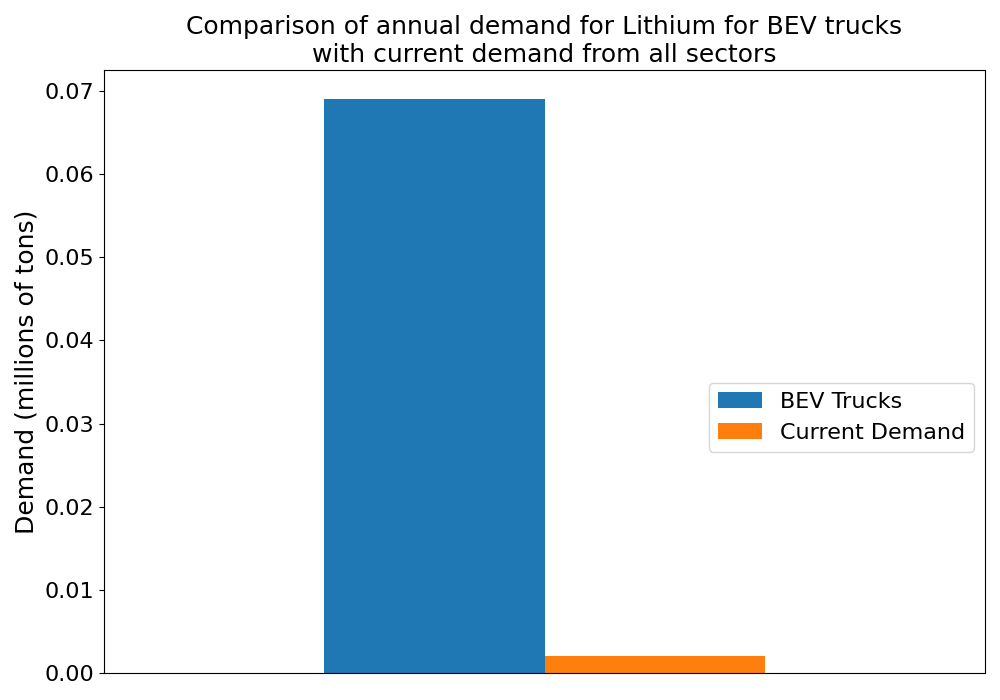 Comparison of annual demand for Lithium for BEV trucks
with current demand from all sectors
Demand (millions of tons)
0.07
0.06
0.05
0.04
0.03
0.02
0.01
0.00
BEV Trucks
Current Demand